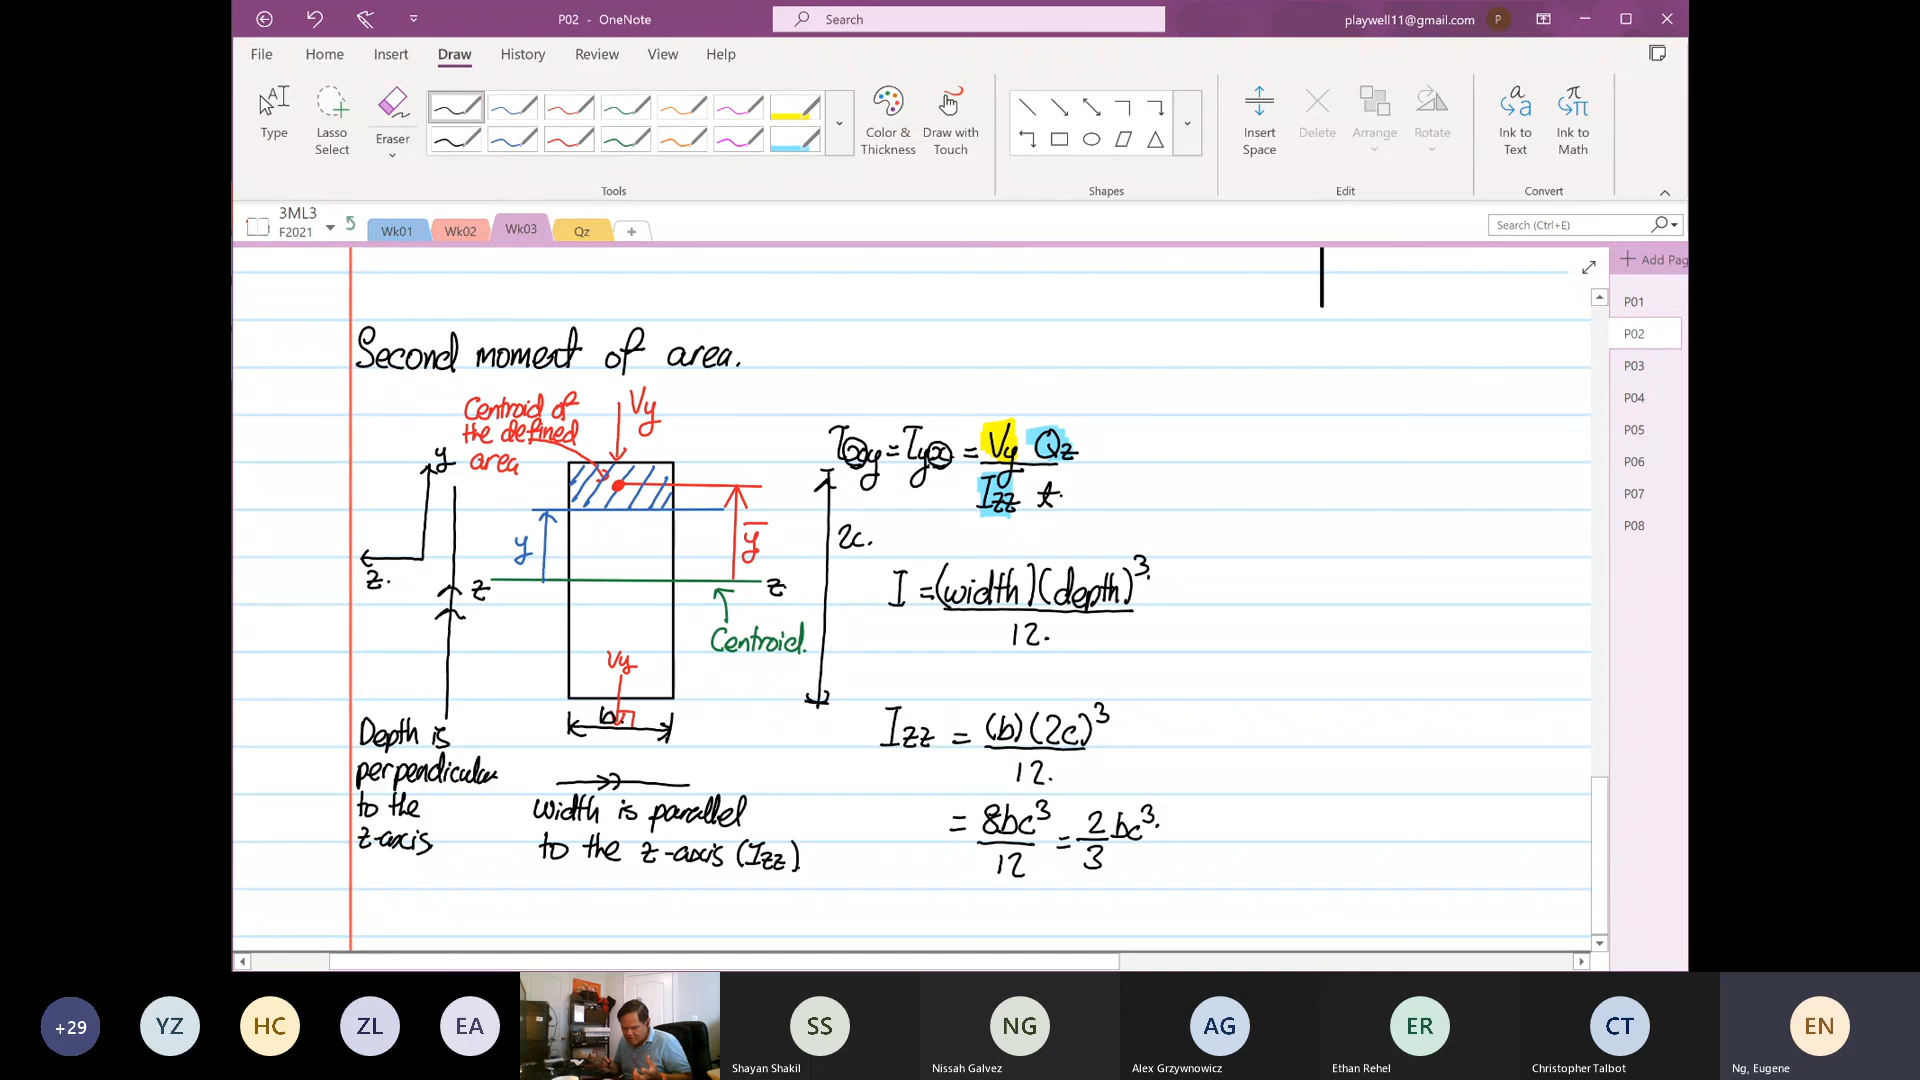 P02 - OneNote
Search
playwell11@gmail.com
P
File Home Insert Draw History Review View Help
Type
Lasso Select
Eraser
Color & Thickness
Draw with Touch
Insert Space
Delete
Arrange
Rotate
Ink to Text
Ink to Math
Tools
Shapes
Edit
Convert
3ML3
F2021
Wk01 Wk02 Wk03 Qz +
Search (Ctrl+E)
Add Pag
P01
P02
P03
P04
P05
P06
P07
P08
Second moment of area.
Centroid of
the defined
area
Vy
y
z.
y
ȳ
z
z
Centroid.
Vy
b
2c.
τxy = τyx = Vy Qz
Izz t.
I = (width)(depth)³
12.
Izz = (b)(2c)³
12.
= 8bc³ = 2 bc³.
12 3
Depth is
perpendicular
to the
z-axis
width is parallel
to the z-axis (Izz).
+29 YZ HC ZL EA SS NG AG ER CT EN
Shayan Shakil
Nissah Galvez
Alex Grzywnowicz
Ethan Rehel
Christopher Talbot
Ng, Eugene